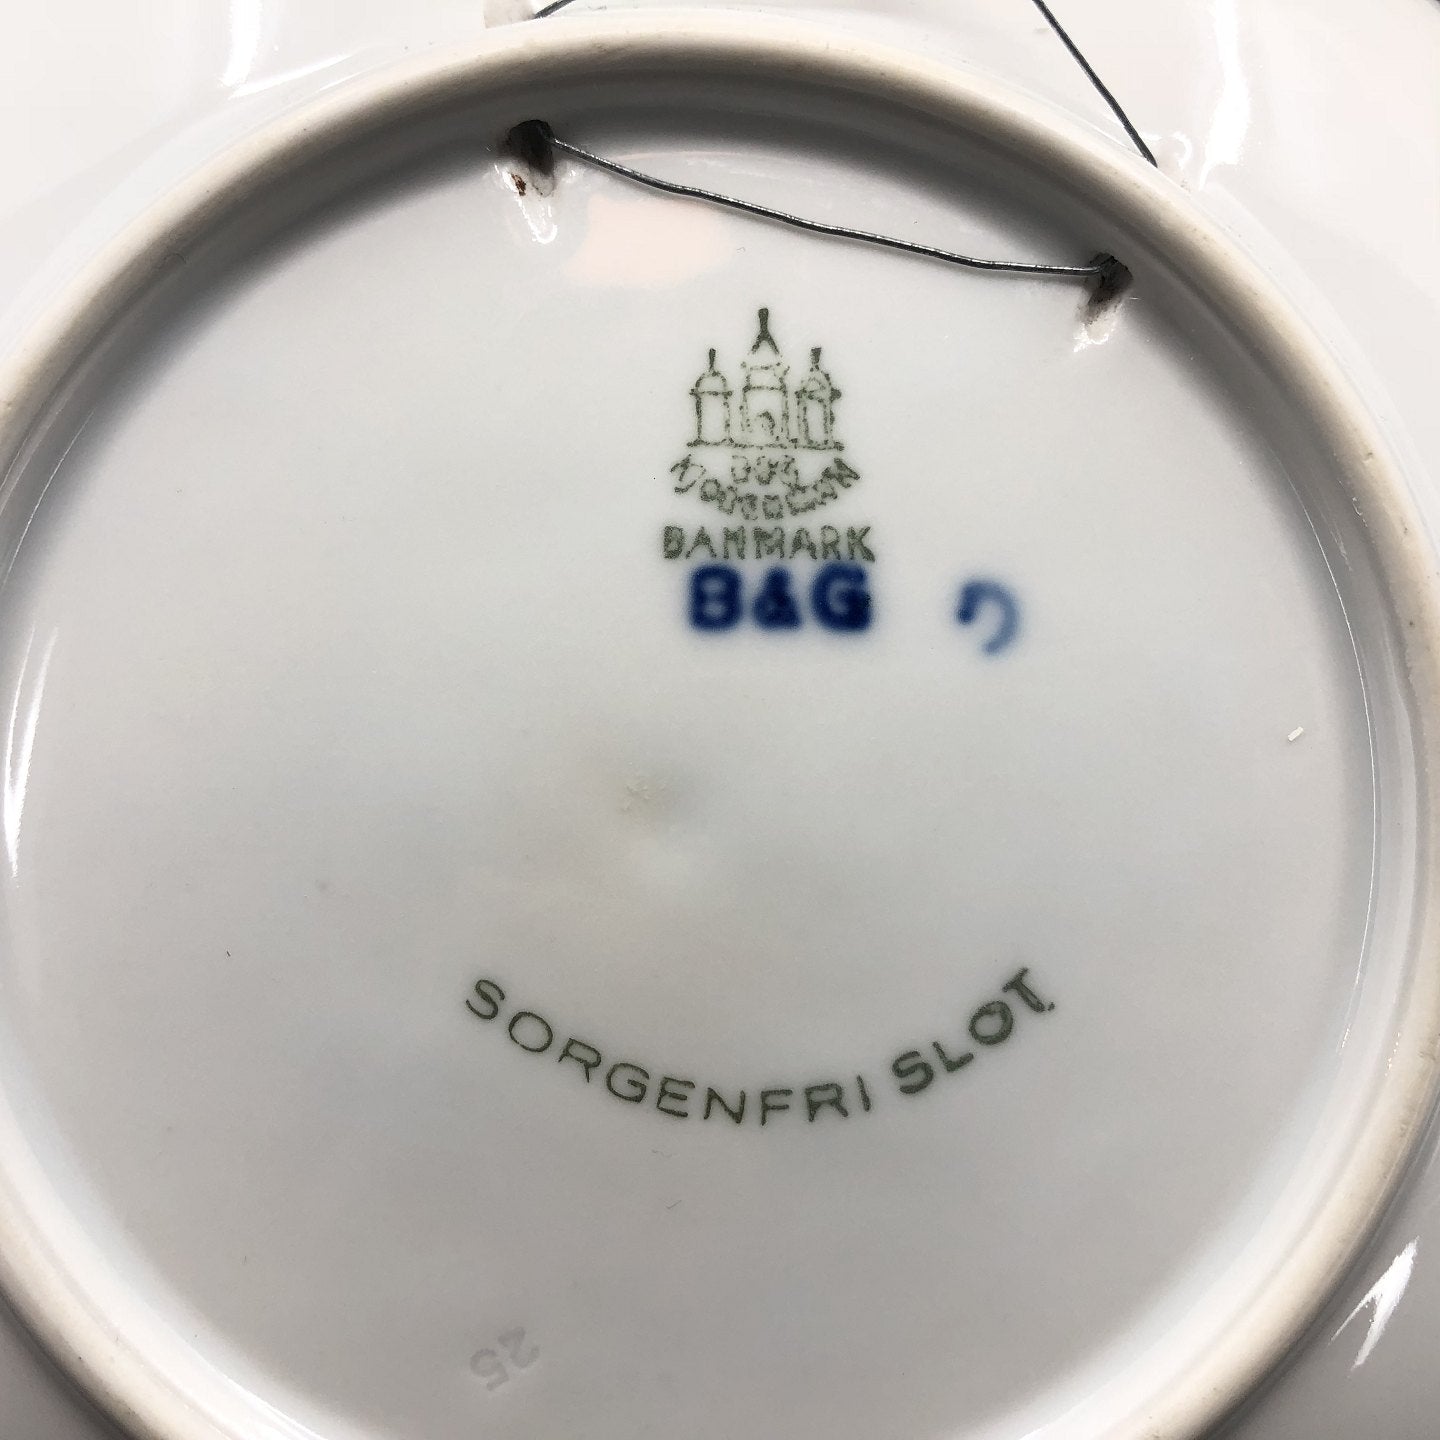 DANMARK
B&G
SORGENFRI SLOT.
25